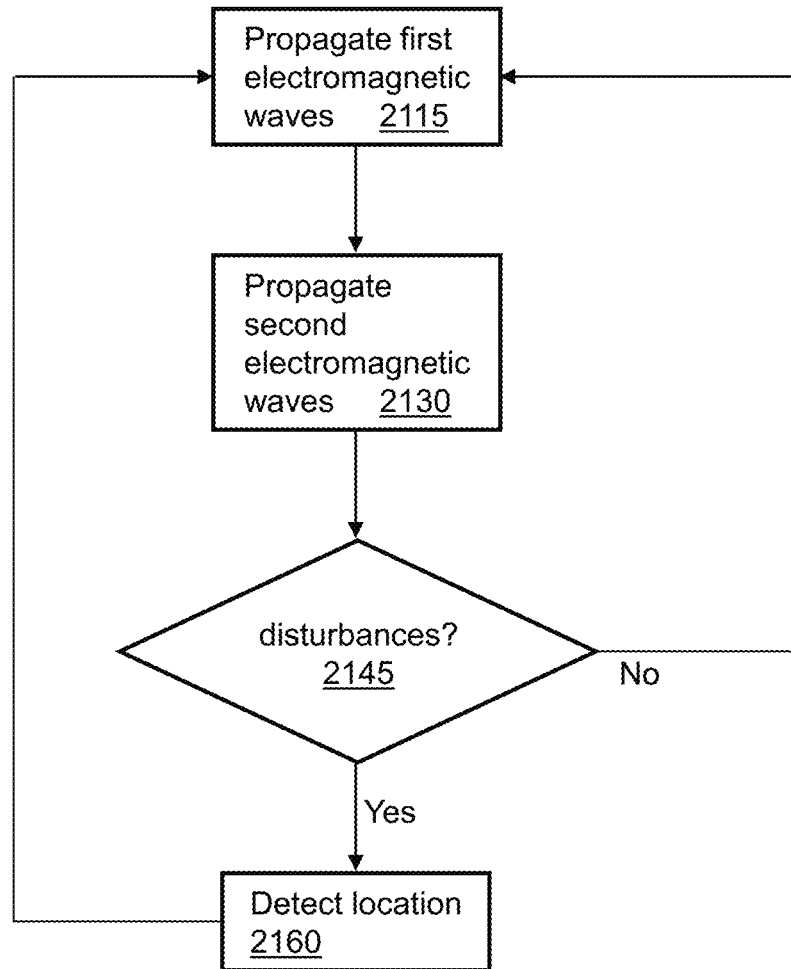 Propagate first
electromagnetic
waves 2115
Propagate
second
electromagnetic
waves 2130
disturbances?
2145
No
Yes
Detect location
2160